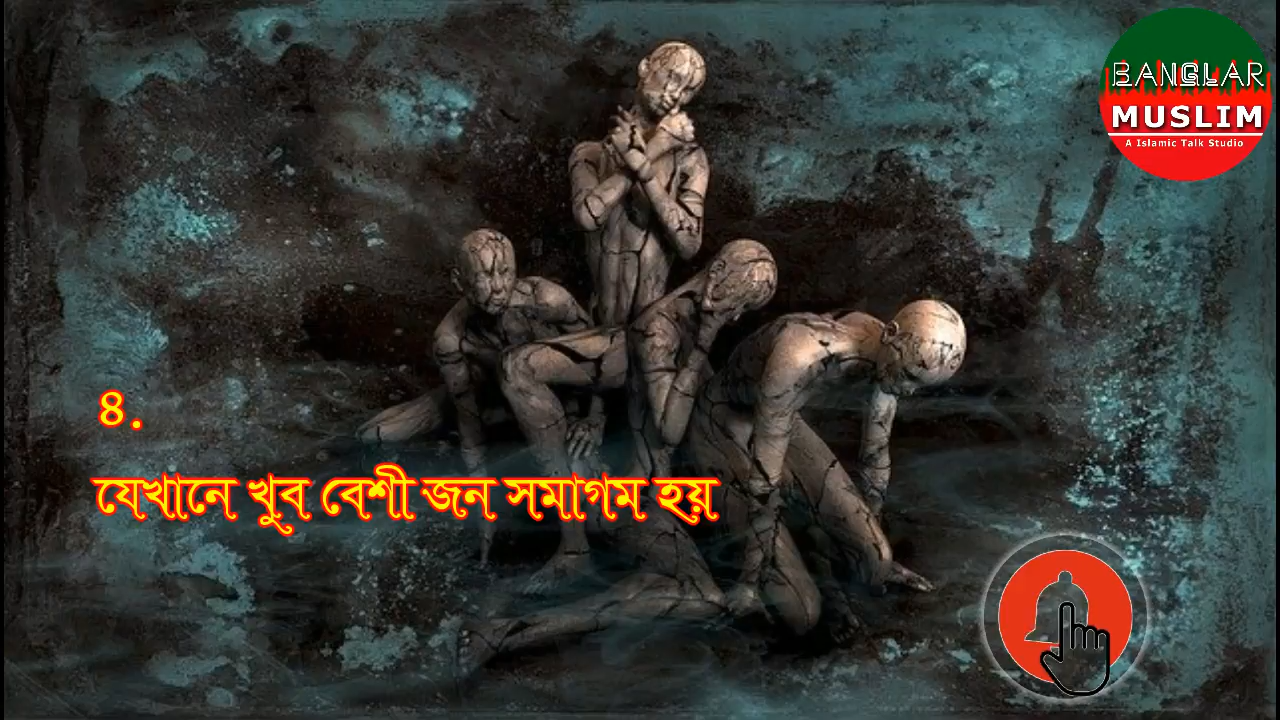 BANGLAR
MUSLIM
A Islamic Talk Studio
৪.
যেখানে খুব বেশী জন সমাগম হয়